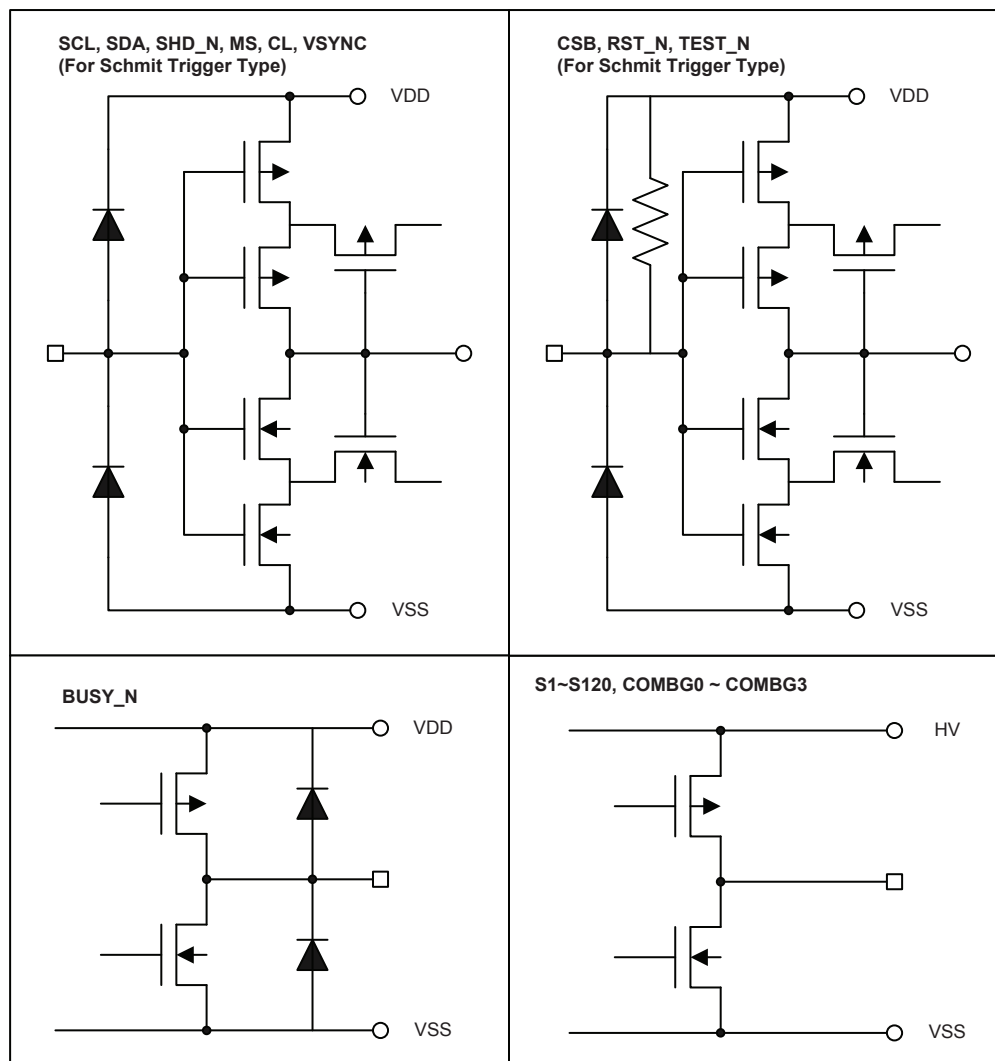 SCL, SDA, SHD_N, MS, CL, VSYNC
(For Schmit Trigger Type)
VDD
VSS
CSB, RST_N, TEST_N
(For Schmit Trigger Type)
VDD
VSS
BUSY_N
VDD
VSS
S1~S120, COMBG0 ~ COMBG3
HV
VSS